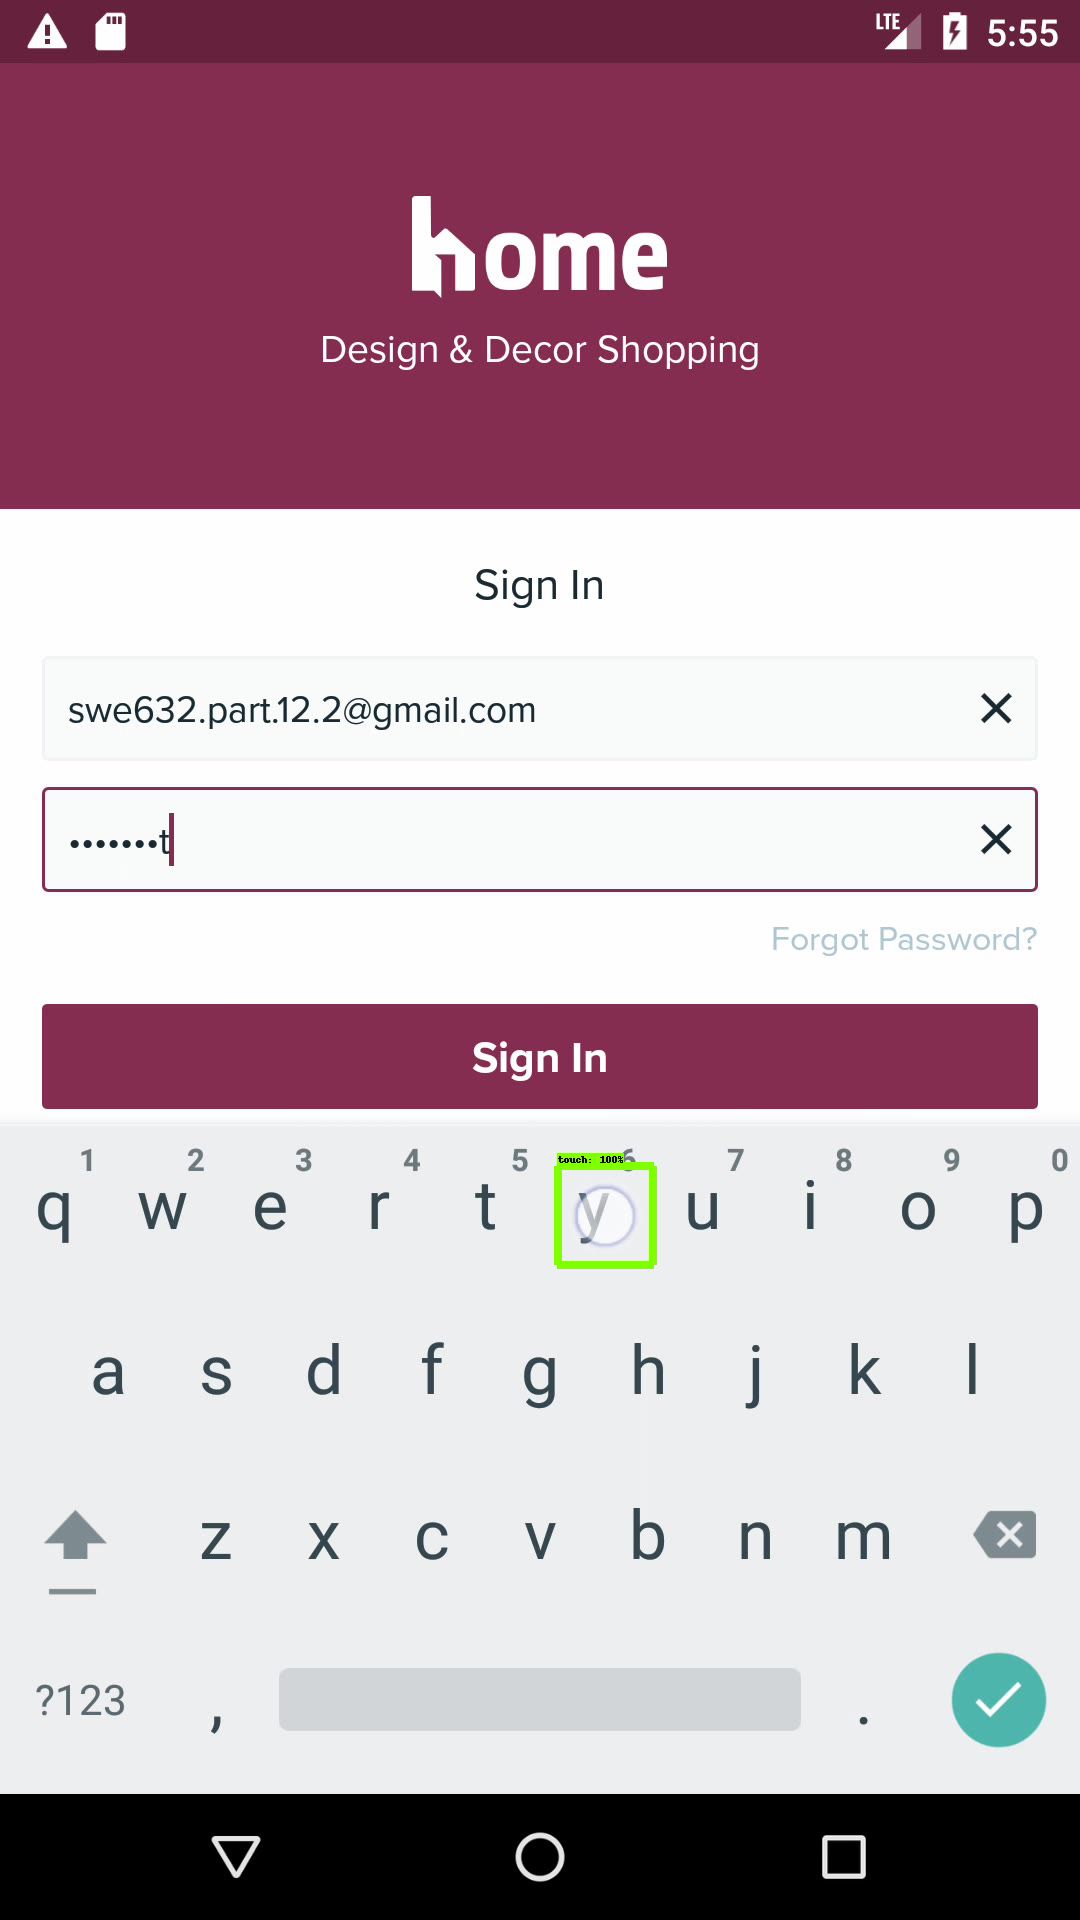 LTE 5:55
home
Design & Decor Shopping
Sign In
swe632.part.12.2@gmail.com
•••••••t
Forgot Password?
Sign In
touch: 100%
1 2 3 4 5 6 7 8 9 0
q w e r t y u i o p
a s d f g h j k l
z x c v b n m
?123 , .